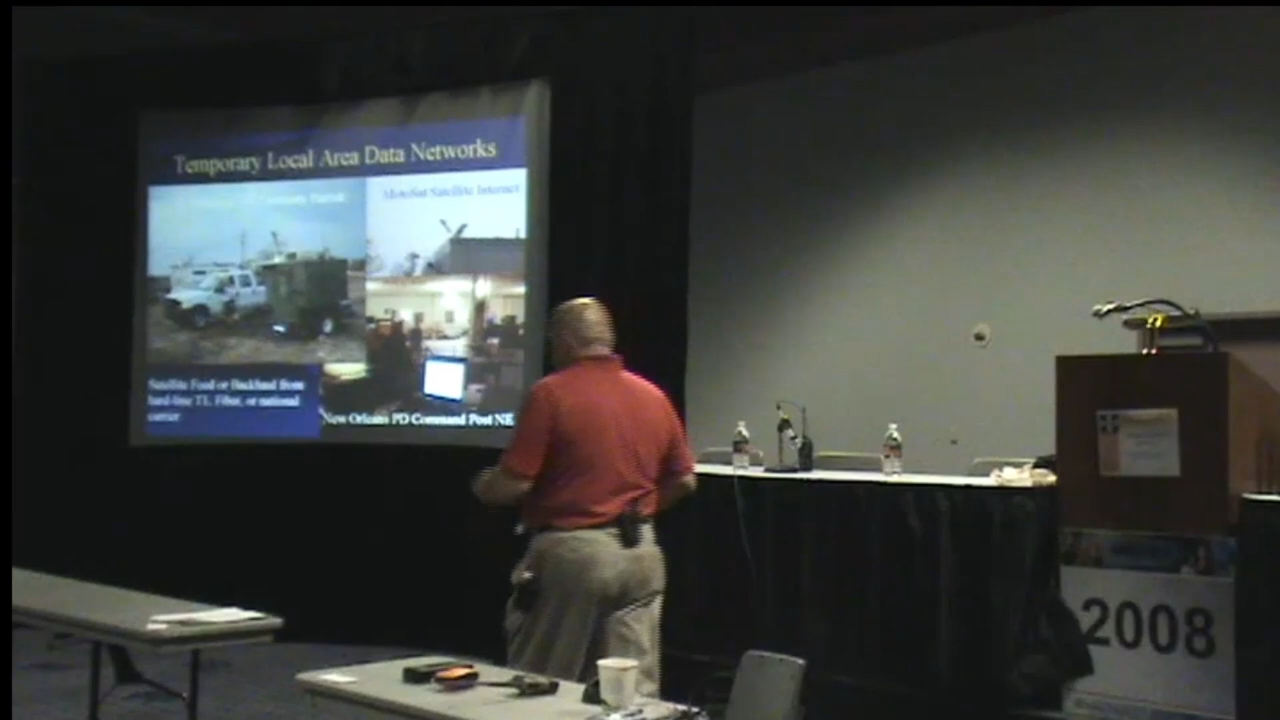 Temporary Local Area Data Networks
MotoSat Satellite Internet
Satellite Feed or Backhaul from
hard-line T1, Fiber, or national
carrier
New Orleans PD Command Post NE
2008